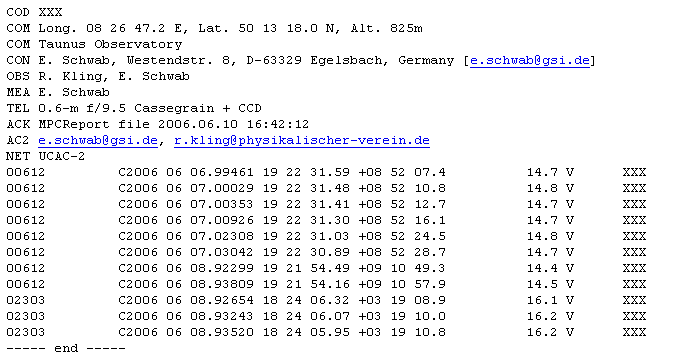 COD XXX
COM Long. 08 26 47.2 E, Lat. 50 13 18.0 N, Alt. 825m
COM Taunus Observatory
CON E. Schwab, Westendstr. 8, D-63329 Egelsbach, Germany [e.schwab@gsi.de]
OBS R. Kling, E. Schwab
MEA E. Schwab
TEL 0.6-m f/9.5 Cassegrain + CCD
ACK MPCReport file 2006.06.10 16:42:12
AC2 e.schwab@gsi.de, r.kling@physikalischer-verein.de
NET UCAC-2
00612 C2006 06 06.99461 19 22 31.59 +08 52 07.4 14.7 V XXX
00612 C2006 06 07.00029 19 22 31.48 +08 52 10.8 14.8 V XXX
00612 C2006 06 07.00353 19 22 31.41 +08 52 12.7 14.7 V XXX
00612 C2006 06 07.00926 19 22 31.30 +08 52 16.1 14.7 V XXX
00612 C2006 06 07.02308 19 22 31.03 +08 52 24.5 14.8 V XXX
00612 C2006 06 07.03042 19 22 30.89 +08 52 28.7 14.7 V XXX
00612 C2006 06 08.92299 19 21 54.49 +09 10 49.3 14.4 V XXX
00612 C2006 06 08.93809 19 21 54.16 +09 10 57.9 14.5 V XXX
02303 C2006 06 08.92654 18 24 06.32 +03 19 08.9 16.1 V XXX
02303 C2006 06 08.93243 18 24 06.07 +03 19 10.0 16.2 V XXX
02303 C2006 06 08.93520 18 24 05.95 +03 19 10.8 16.2 V XXX
----- end -----